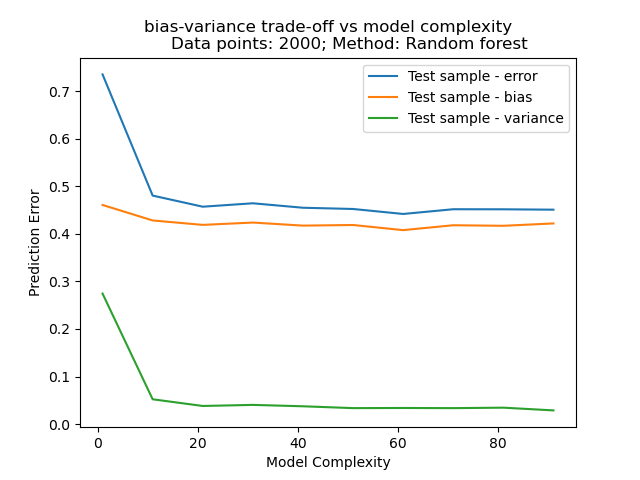 bias-variance trade-off vs model complexity
Data points: 2000; Method: Random forest
Test sample - error
Test sample - bias
Test sample - variance
Prediction Error
0.7
0.6
0.5
0.4
0.3
0.2
0.1
0.0
0
20
40
60
80
Model Complexity